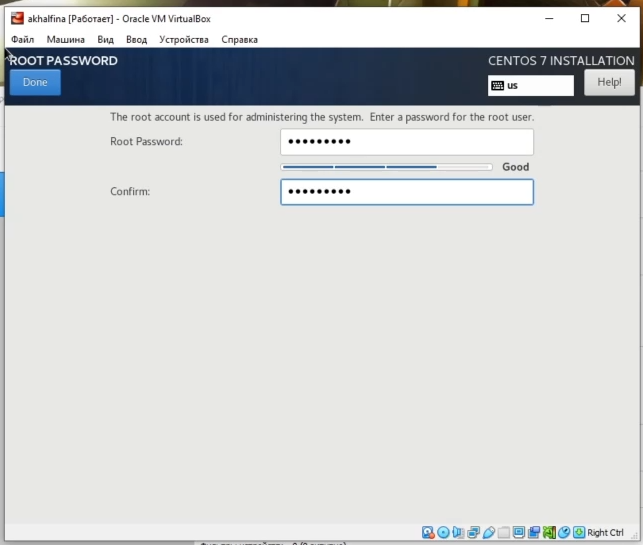 akhalfina [Работает] - Oracle VM VirtualBox
Файл Машина Вид Ввод Устройства Справка
ROOT PASSWORD
CENTOS 7 INSTALLATION
Done
us
Help!
The root account is used for administering the system. Enter a password for the root user.
Root Password:
•••••••••
Good
Confirm:
•••••••••
Right Ctrl